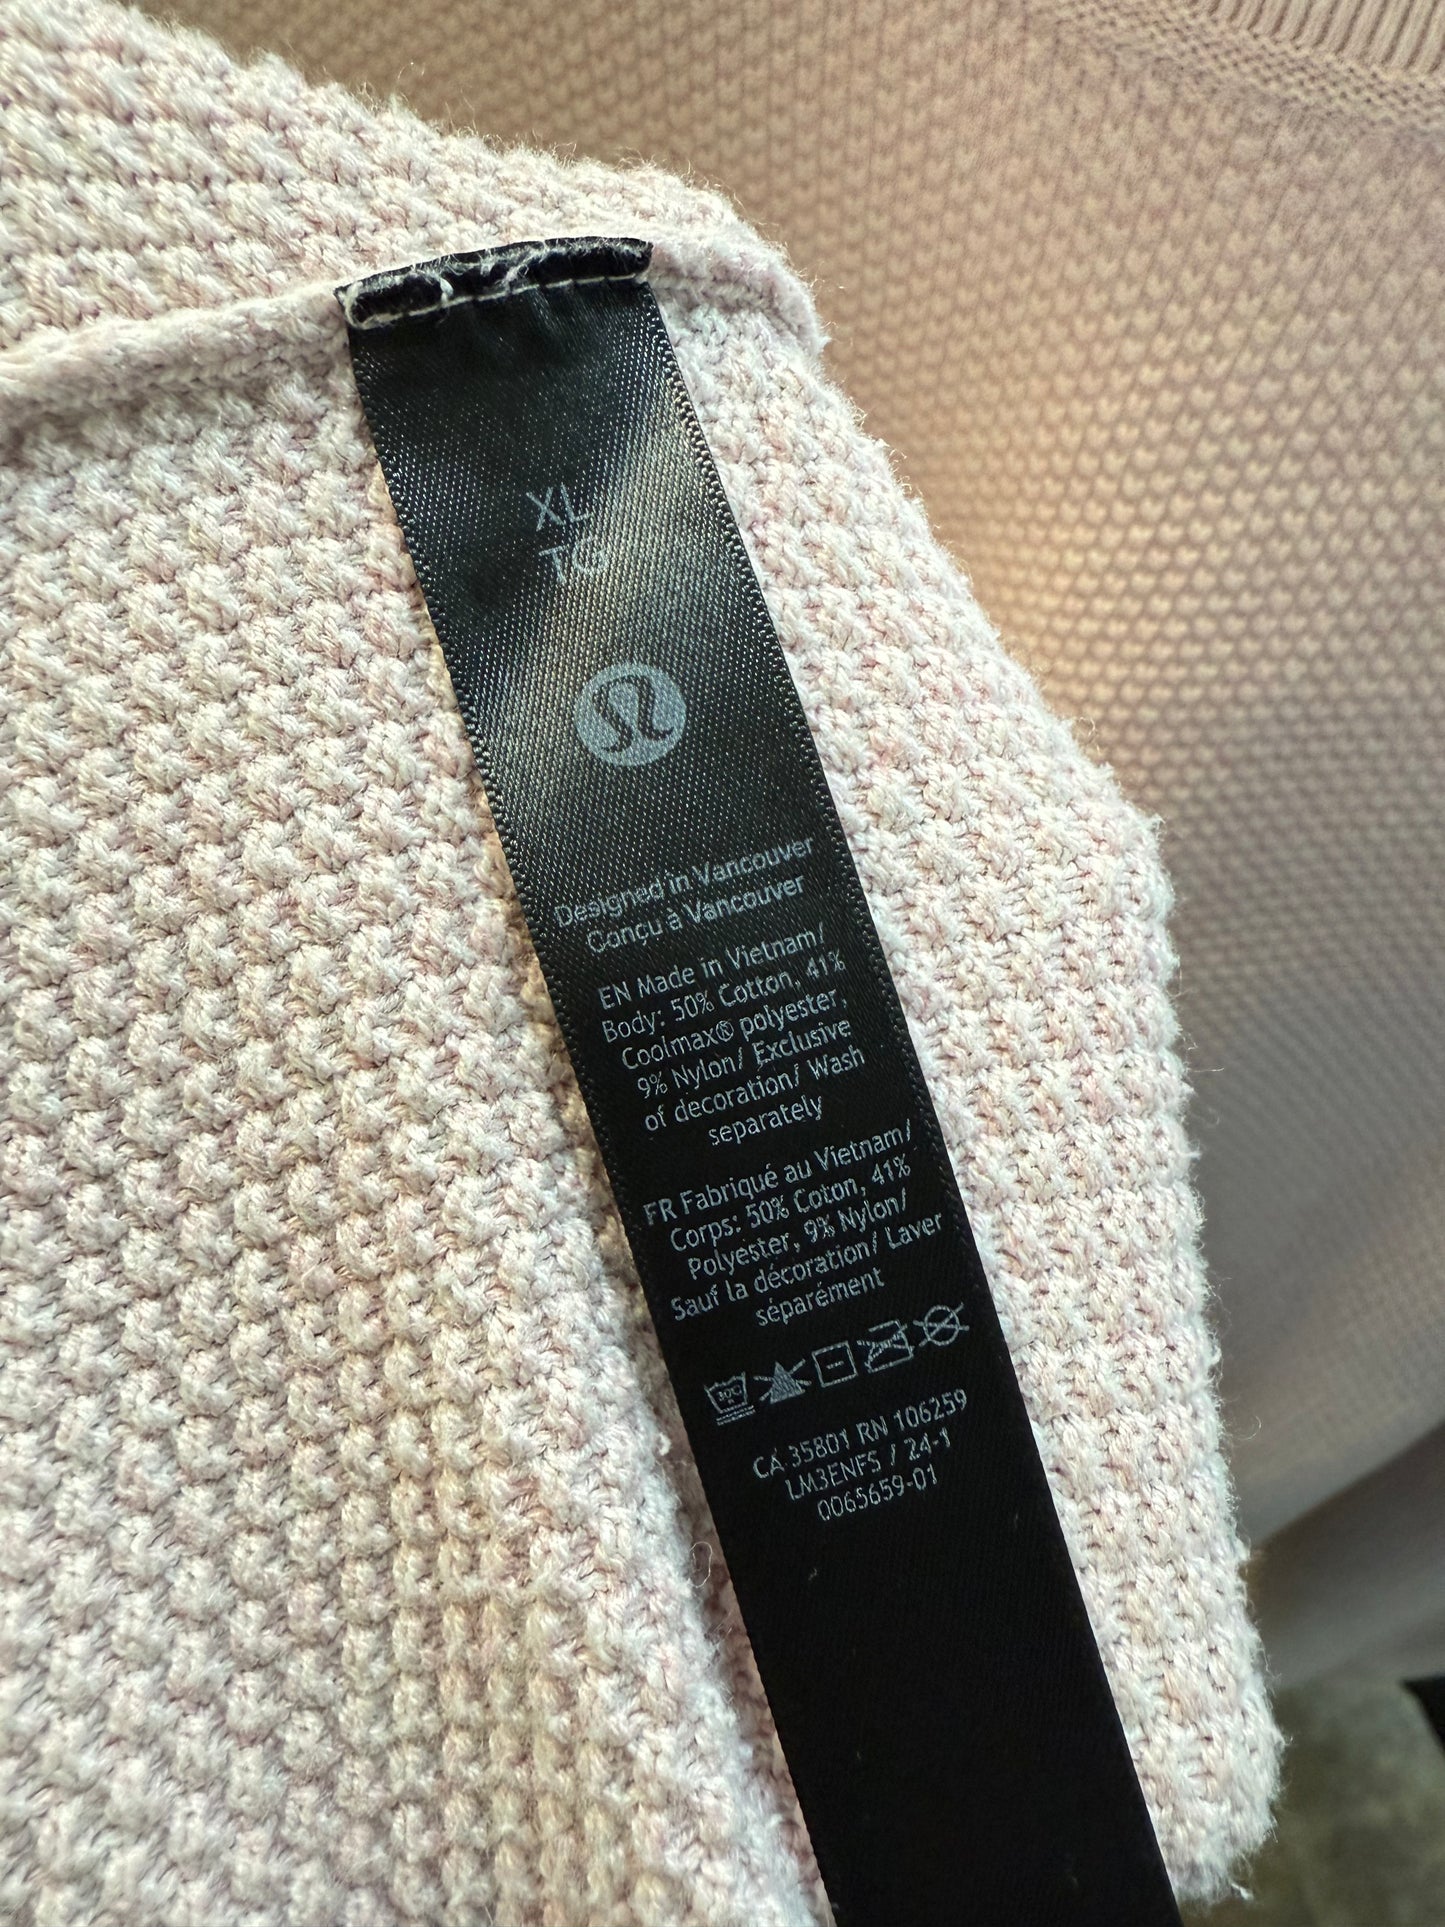 XL
TG
Designed in Vancouver
Conçu à Vancouver
EN Made in Vietnam/
Body: 50% Cotton, 41%
Coolmax® polyester,
9% Nylon/ Exclusive
of decoration/ Wash
separately
FR Fabriqué au Vietnam/
Corps: 50% Coton, 41%
Polyester, 9% Nylon/
Sauf la décoration/ Laver
séparément
30°C
CA 35801 RN 106259
LM3ENFS / 24-1
0065659-01